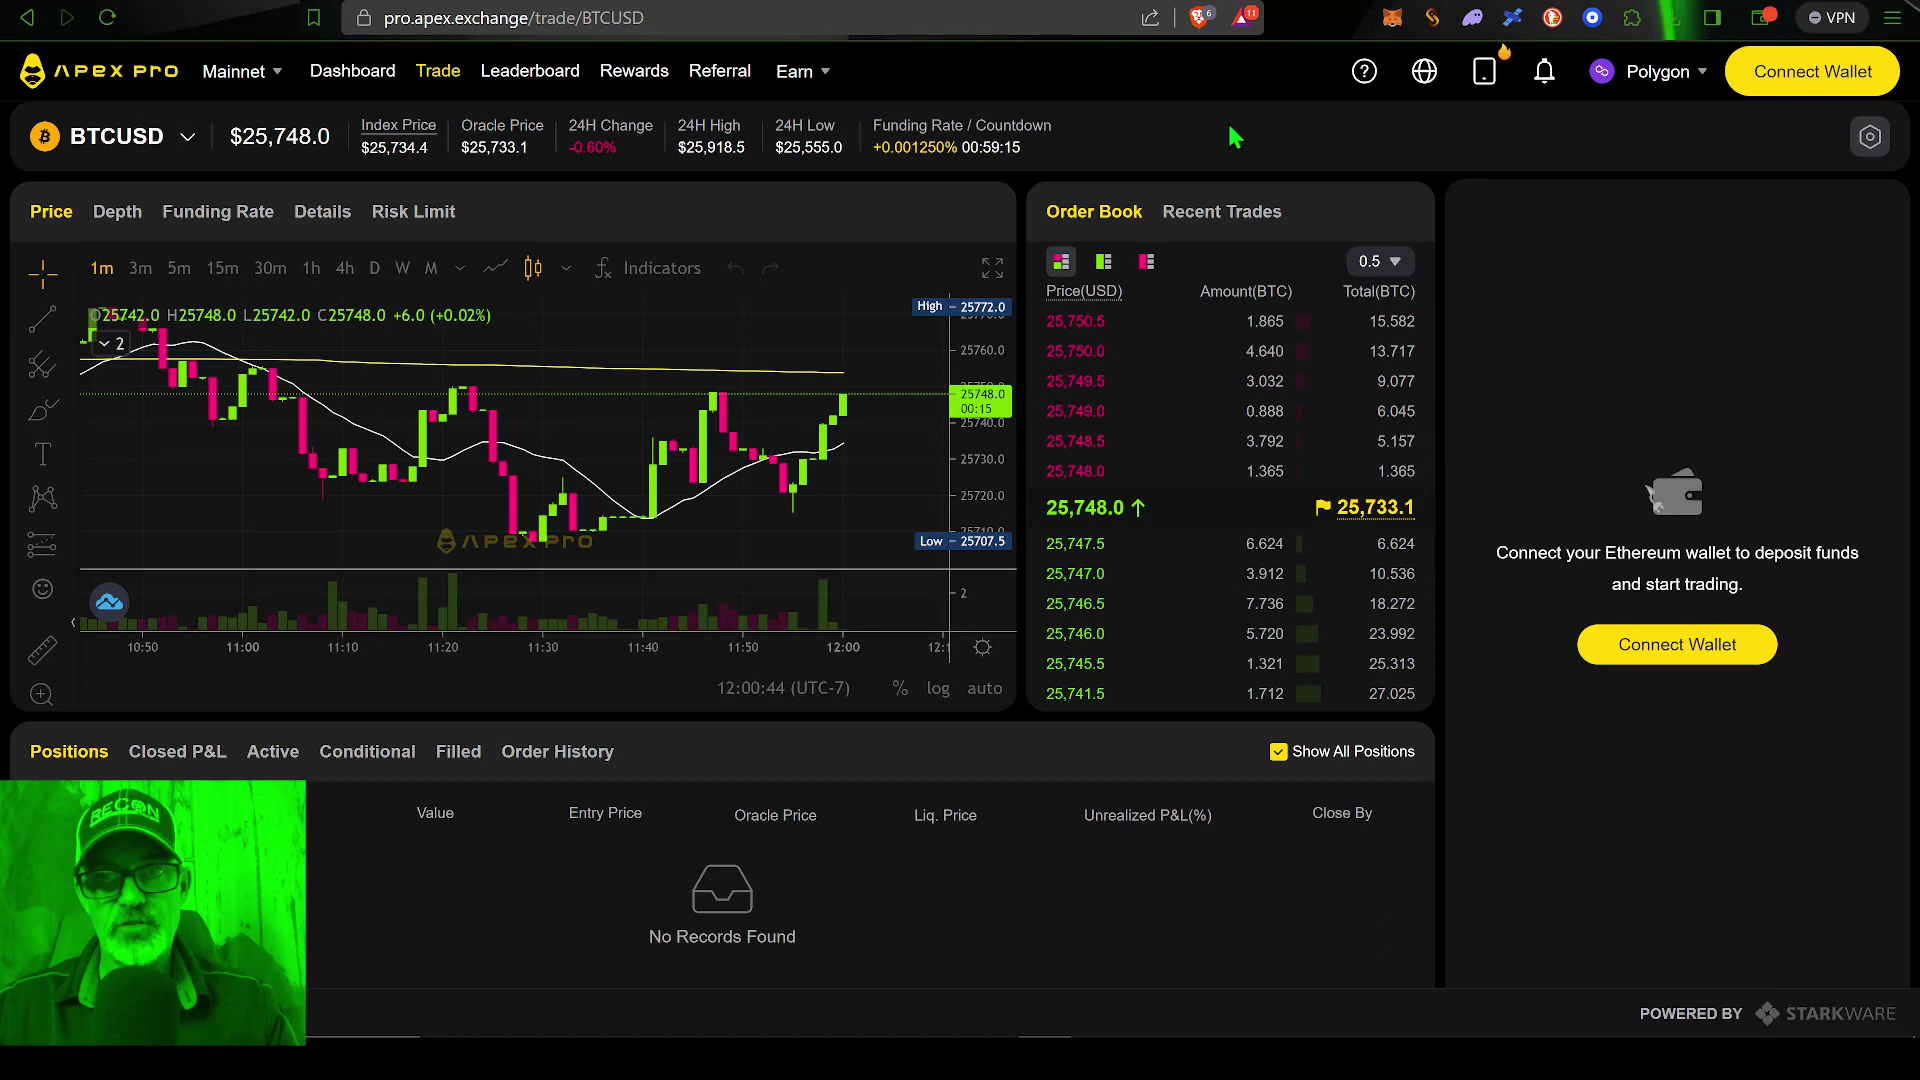 pro.apex.exchange/trade/BTCUSD
6
11
VPN
APEX PRO
Mainnet
Dashboard
Trade
Leaderboard
Rewards
Referral
Earn
Polygon
Connect Wallet
BTCUSD
$25,748.0
Index Price
$25,734.4
Oracle Price
$25,733.1
24H Change
-0.60%
24H High
$25,918.5
24H Low
$25,555.0
Funding Rate / Countdown
+0.001250% 00:59:15
Price
Depth
Funding Rate
Details
Risk Limit
Order Book
Recent Trades
1m 3m 5m 15m 30m 1h 4h D W M
Indicators
0.5
O25742.0 H25748.0 L25742.0 C25748.0 +6.0 (+0.02%)
2
High 25772.0
25760.0
25748.0
00:15
25740.0
25730.0
25720.0
25710.0
Low 25707.5
APEX PRO
2
10:50 11:00 11:10 11:20 11:30 11:40 11:50 12:00 12:1
12:00:44 (UTC-7)
% log auto
Price(USD) Amount(BTC) Total(BTC)
25,750.5 1.865 15.582
25,750.0 4.640 13.717
25,749.5 3.032 9.077
25,749.0 0.888 6.045
25,748.5 3.792 5.157
25,748.0 1.365 1.365
25,748.0 ↑ 25,733.1
25,747.5 6.624 6.624
25,747.0 3.912 10.536
25,746.5 7.736 18.272
25,746.0 5.720 23.992
25,745.5 1.321 25.313
25,741.5 1.712 27.025
Connect your Ethereum wallet to deposit funds
and start trading.
Connect Wallet
Positions
Closed P&L
Active
Conditional
Filled
Order History
Show All Positions
Value
Entry Price
Oracle Price
Liq. Price
Unrealized P&L(%)
Close By
No Records Found
RECON
POWERED BY STARKWARE